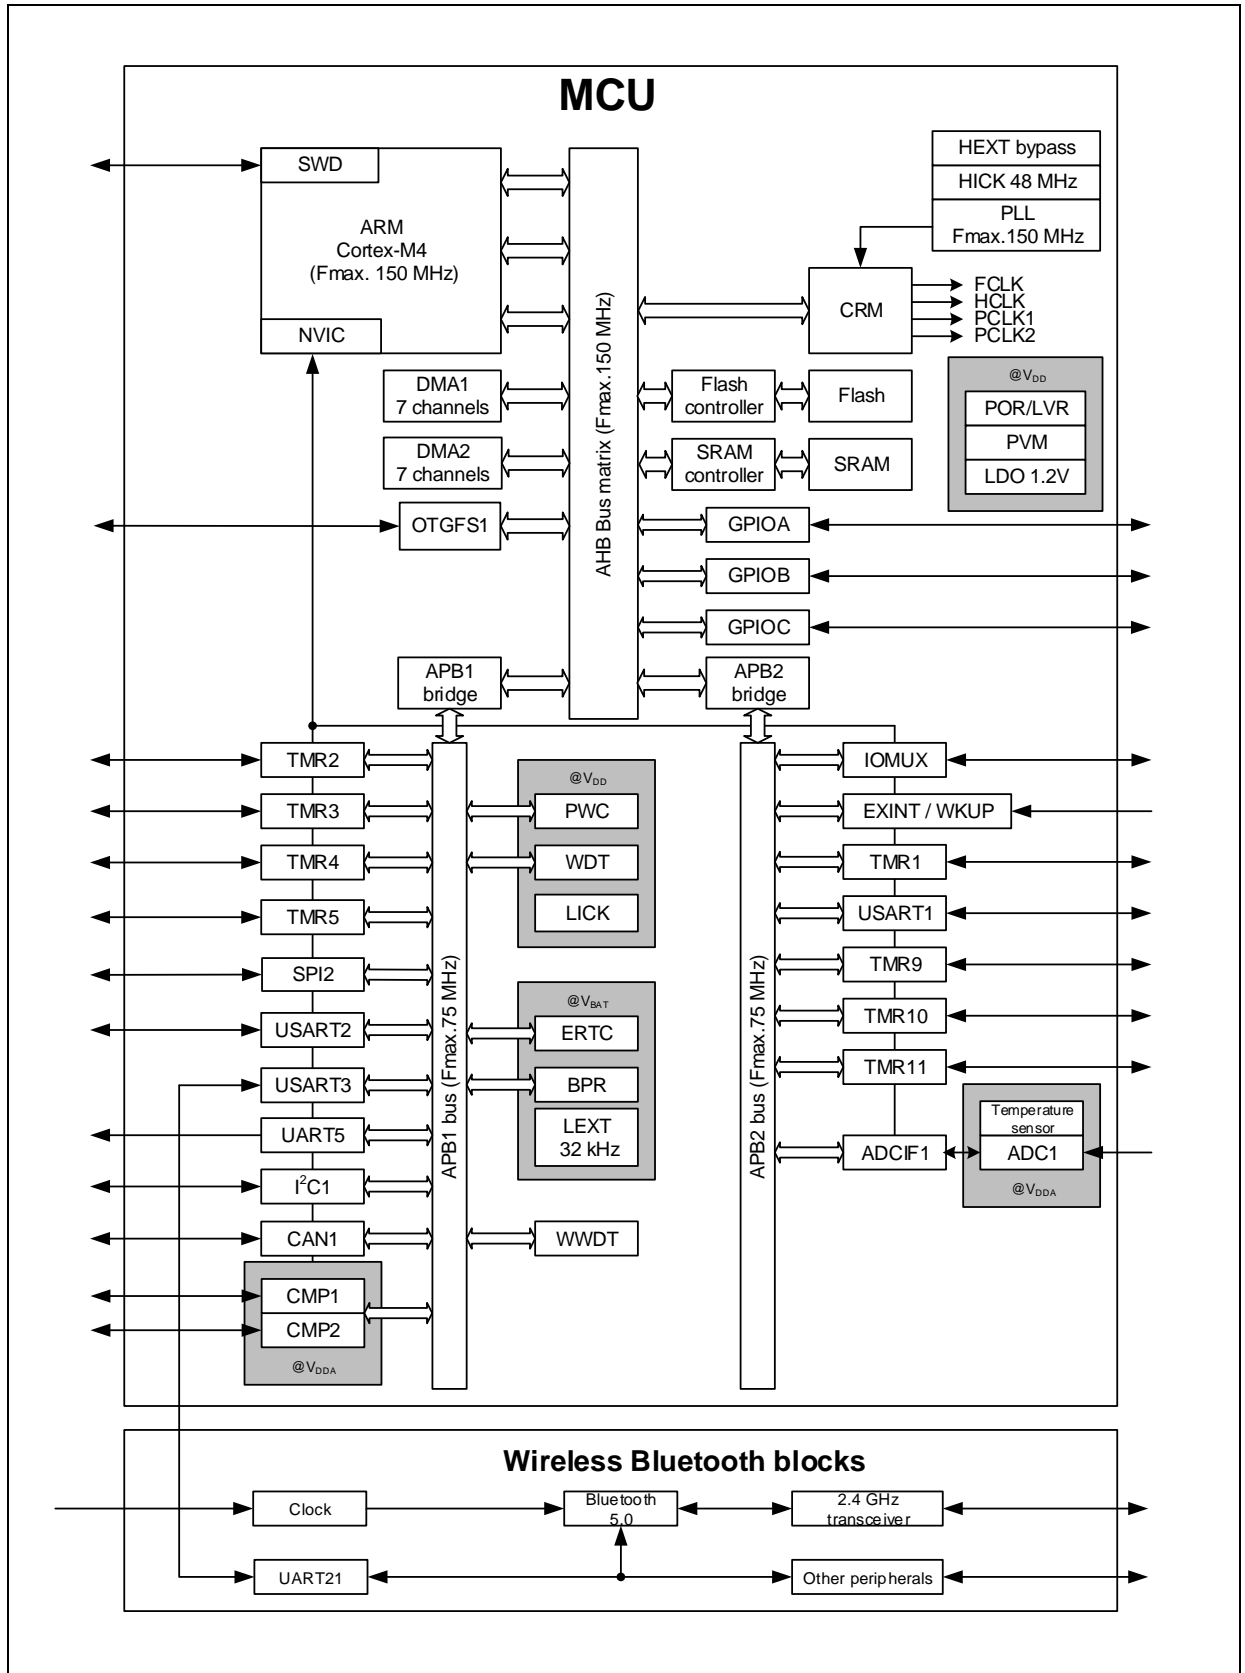 MCU
HEXT bypass
HICK 48 MHz
PLL
Fmax.150 MHz
SWD
ARM
Cortex-M4
(Fmax. 150 MHz)
NVIC
AHB Bus matrix (Fmax.150 MHz)
CRM
FCLK
HCLK
PCLK1
PCLK2
DMA1
7 channels
Flash
controller
Flash
@VDD
POR/LVR
PVM
LDO 1.2V
DMA2
7 channels
SRAM
controller
SRAM
OTGFS1
GPIOA
GPIOB
GPIOC
APB1
bridge
APB2
bridge
TMR2
TMR3
TMR4
TMR5
SPI2
USART2
USART3
UART5
I²C1
CAN1
CMP1
CMP2
@VDDA
APB1 bus (Fmax.75 MHz)
@VDD
PWC
WDT
LICK
@VBAT
ERTC
BPR
LEXT
32 kHz
WWDT
APB2 bus (Fmax.75 MHz)
IOMUX
EXINT / WKUP
TMR1
USART1
TMR9
TMR10
TMR11
ADCIF1
Temperature
sensor
ADC1
@VDDA
Wireless Bluetooth blocks
Clock
Bluetooth
5.0
2.4 GHz
transceiver
UART21
Other peripherals